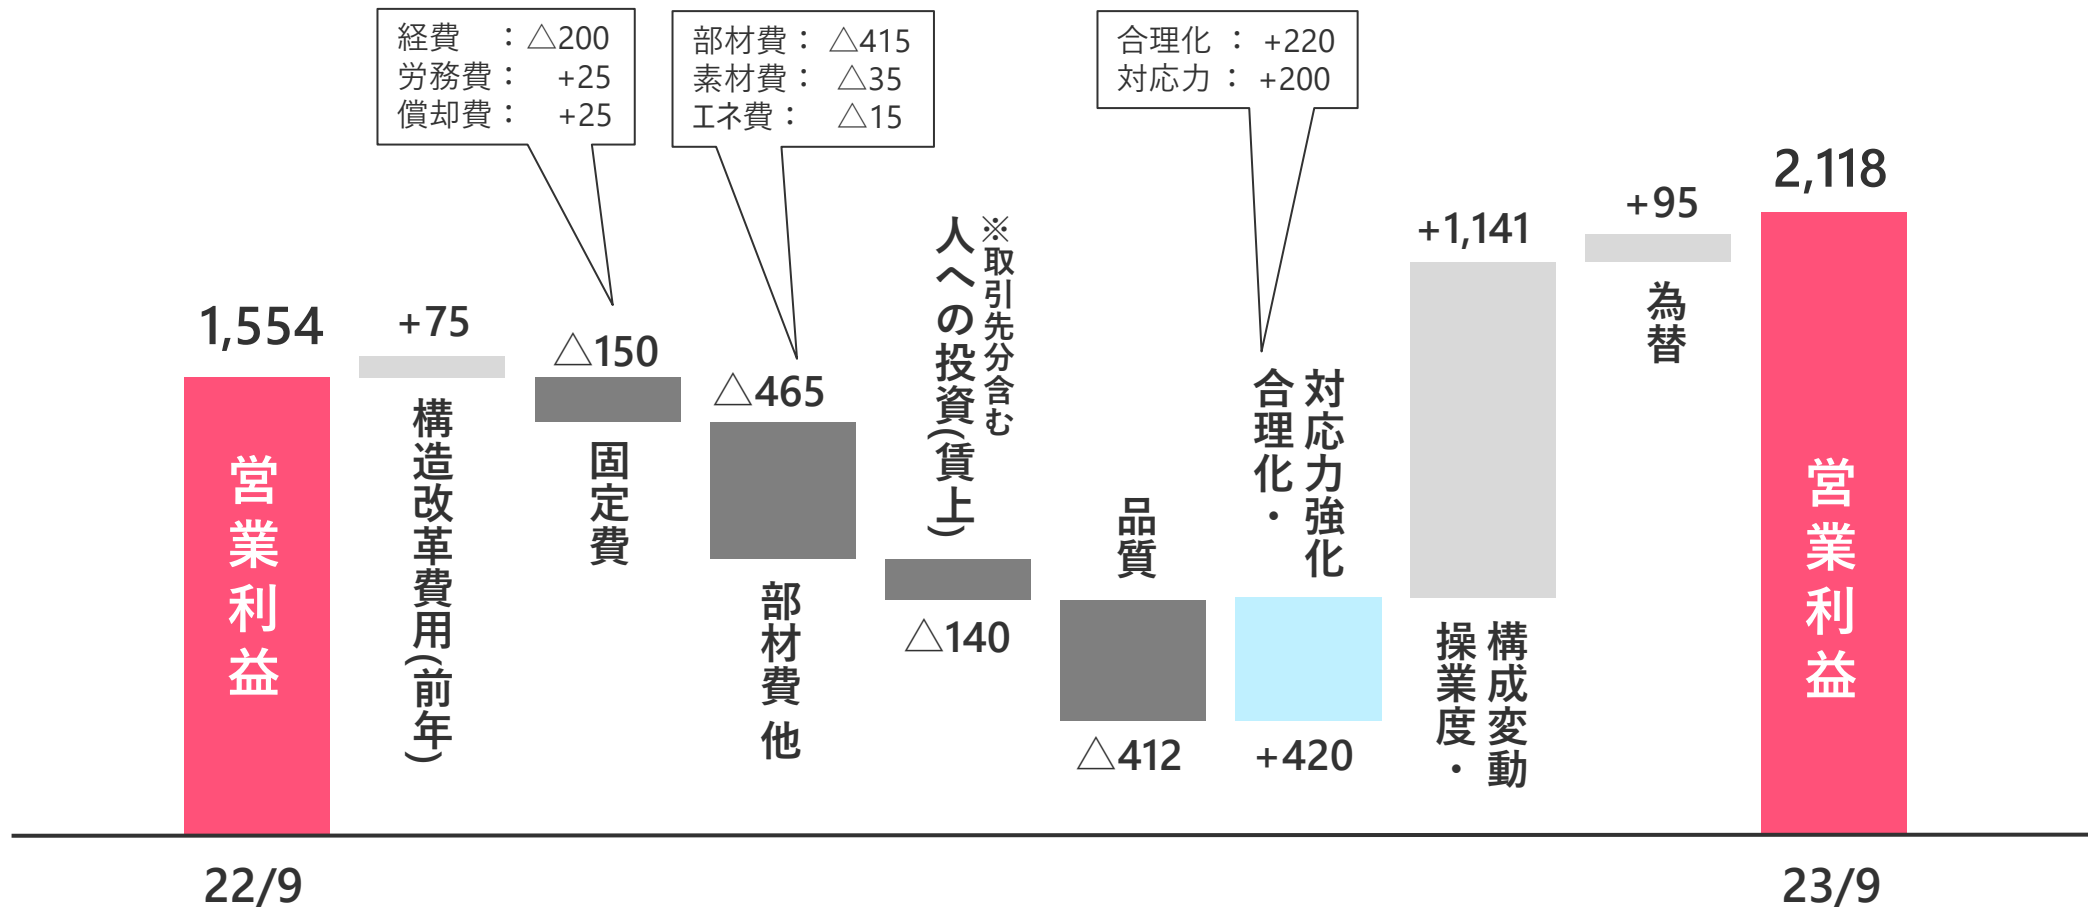 経費　：△200
労務費：　+25
償却費：　+25
部材費： △415
素材費： △35
エネ費： △15
合理化 ： +220
対応力 ： +200
1,554
営業利益
22/9
+75
構造改革費用(前年)
△150
固定費
△465
部材費 他
※取引先分含む
人への投資(賃上)
△140
品質
△412
合理化・
対応力強化
+420
+1,141
操業度・
構成変動
+95
為替
2,118
営業利益
23/9